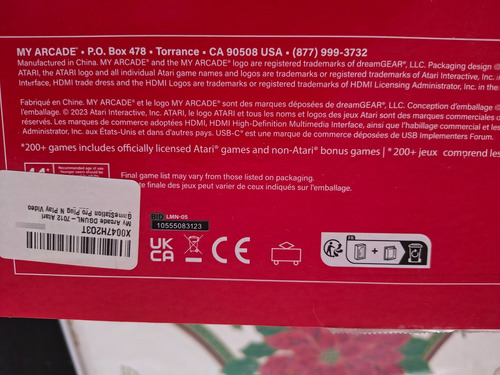 MY ARCADE® • P.O. Box 478 • Torrance • CA 90508 USA • (877) 999-3732
Manufactured in China. MY ARCADE® and the MY ARCADE® logo are registered trademarks of dreamGEAR®, LLC. Packaging design ©
ATARI, the ATARI logo and all individual Atari game names and logos are trademarks or registered trademarks of Atari Interactive, Inc.
Interface, HDMI trade dress and the HDMI Logos are trademarks or registered trademarks of HDMI Licensing Administrator, Inc. in the
Fabriqué en Chine. MY ARCADE® et le logo MY ARCADE® sont des marques déposées de dreamGEAR®, LLC. Conception d'emballage
l'emballage. © 2023 Atari Interactive, Inc. ATARI, le logo ATARI et tous les noms et logos des jeux Atari sont des marques commerciales
réservés. Les marques de commerce adoptées HDMI, HDMI High-Definition Multimedia Interface, ainsi que l'habillage commercial et
Administrator, Inc. aux États-Unis et dans d'autres pays. USB-C® est une marque de commerce déposée de USB Implementers Forum.
*200+ games includes officially licensed Atari® games and non-Atari® bonus games! *200+ jeux comprend les
Recommended age of use
Final game list may vary from those listed on packaging.
te finale des jeux peut varier de ceux indiqués sur l'emballage.
X0047H203T
My Arcade DGUNL - 7012 Atari
Gamestation Pro: Plug N Play Video
BID LMN-05
10555083123
UK
CA
CE
FR